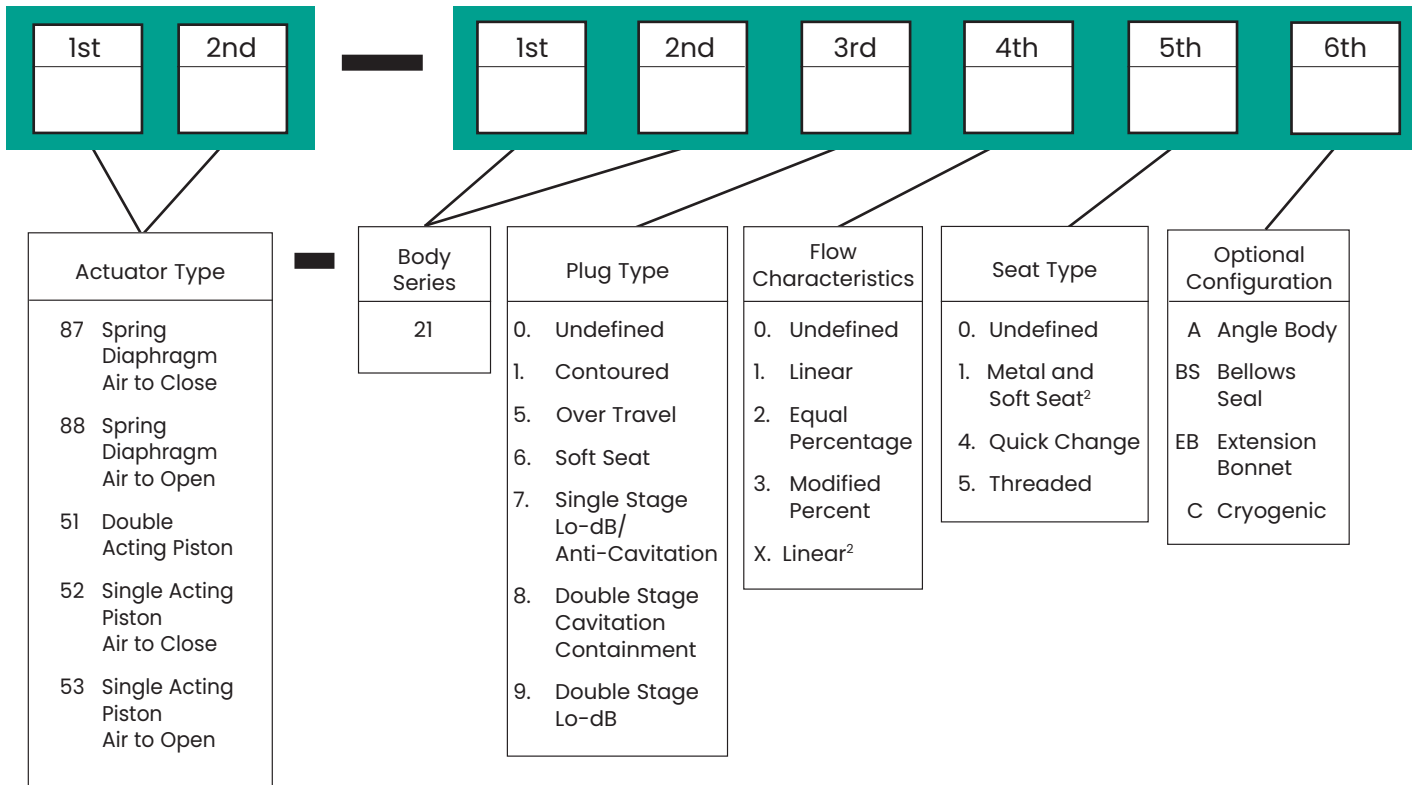 1st
2nd
1st
2nd
3rd
4th
5th
6th
Actuator Type
87 Spring
Diaphragm
Air to Close
88 Spring
Diaphragm
Air to Open
51 Double
Acting Piston
52 Single Acting
Piston
Air to Close
53 Single Acting
Piston
Air to Open
Body
Series
21
Plug Type
0. Undefined
1. Contoured
5. Over Travel
6. Soft Seat
7. Single Stage
Lo-dB/
Anti-Cavitation
8. Double Stage
Cavitation
Containment
9. Double Stage
Lo-dB
Flow
Characteristics
0. Undefined
1. Linear
2. Equal
Percentage
3. Modified
Percent
X. Linear²
Seat Type
0. Undefined
1. Metal and
Soft Seat²
4. Quick Change
5. Threaded
Optional
Configuration
A Angle Body
BS Bellows
Seal
EB Extension
Bonnet
C Cryogenic